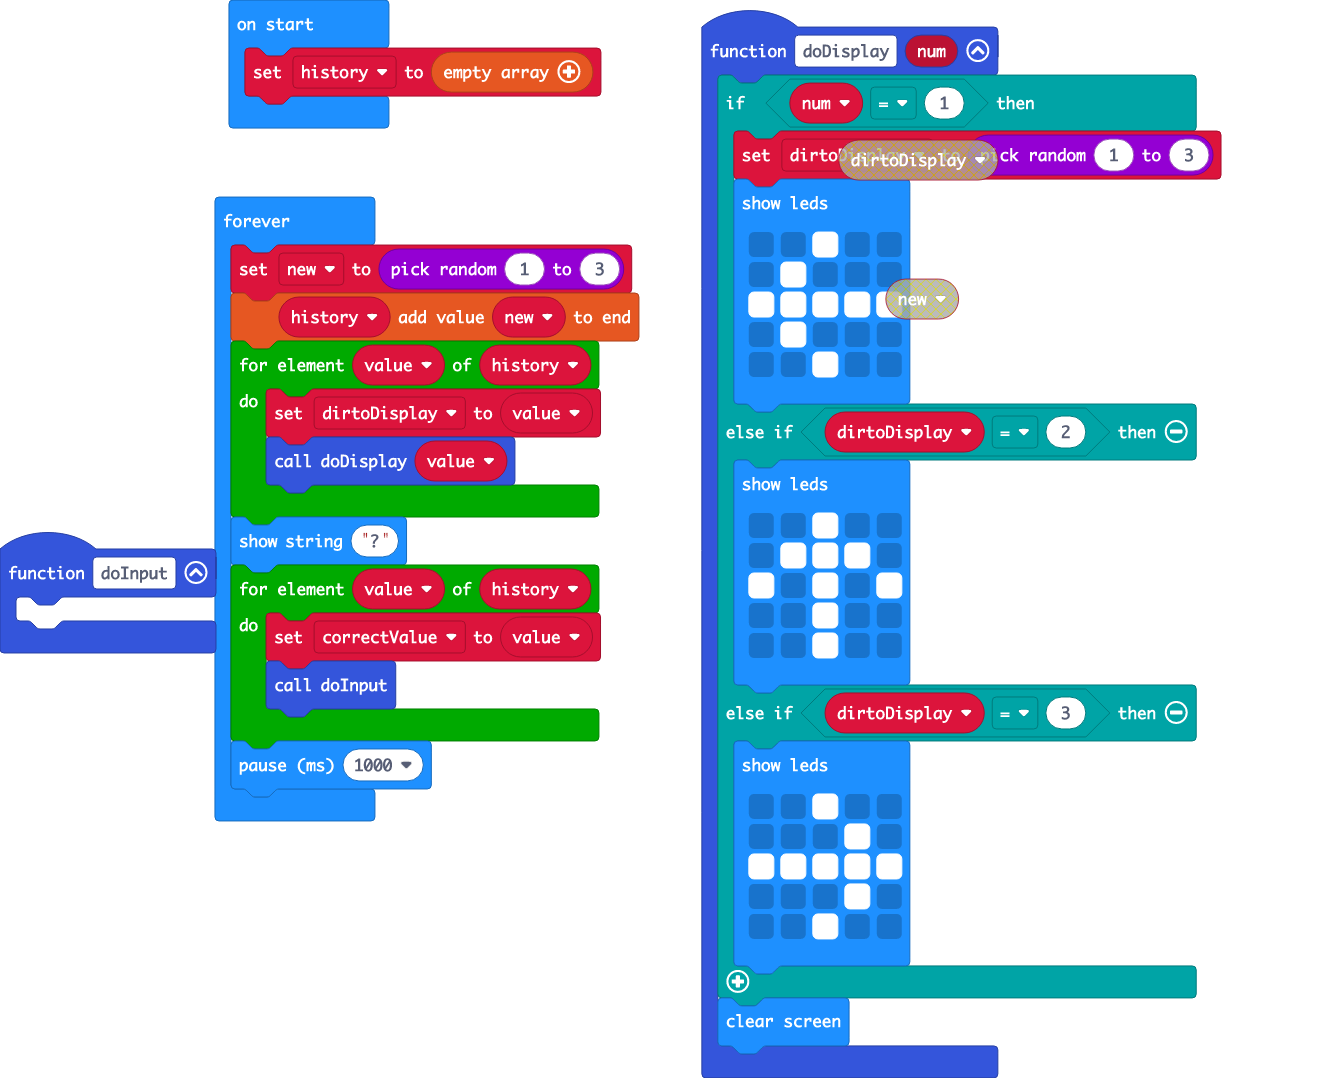 on start
set history to empty array
forever
set new to pick random 1 to 3
history add value new to end
for element value of history
do
set dirtoDisplay to value
call doDisplay value
show string "?"
for element value of history
do
set correctValue to value
call doInput
pause (ms) 1000
function doInput
function doDisplay num
if num = 1 then
set dirtoDisplay to pick random 1 to 3
dirtoDisplay
show leds
new
else if dirtoDisplay = 2 then
show leds
else if dirtoDisplay = 3 then
show leds
clear screen